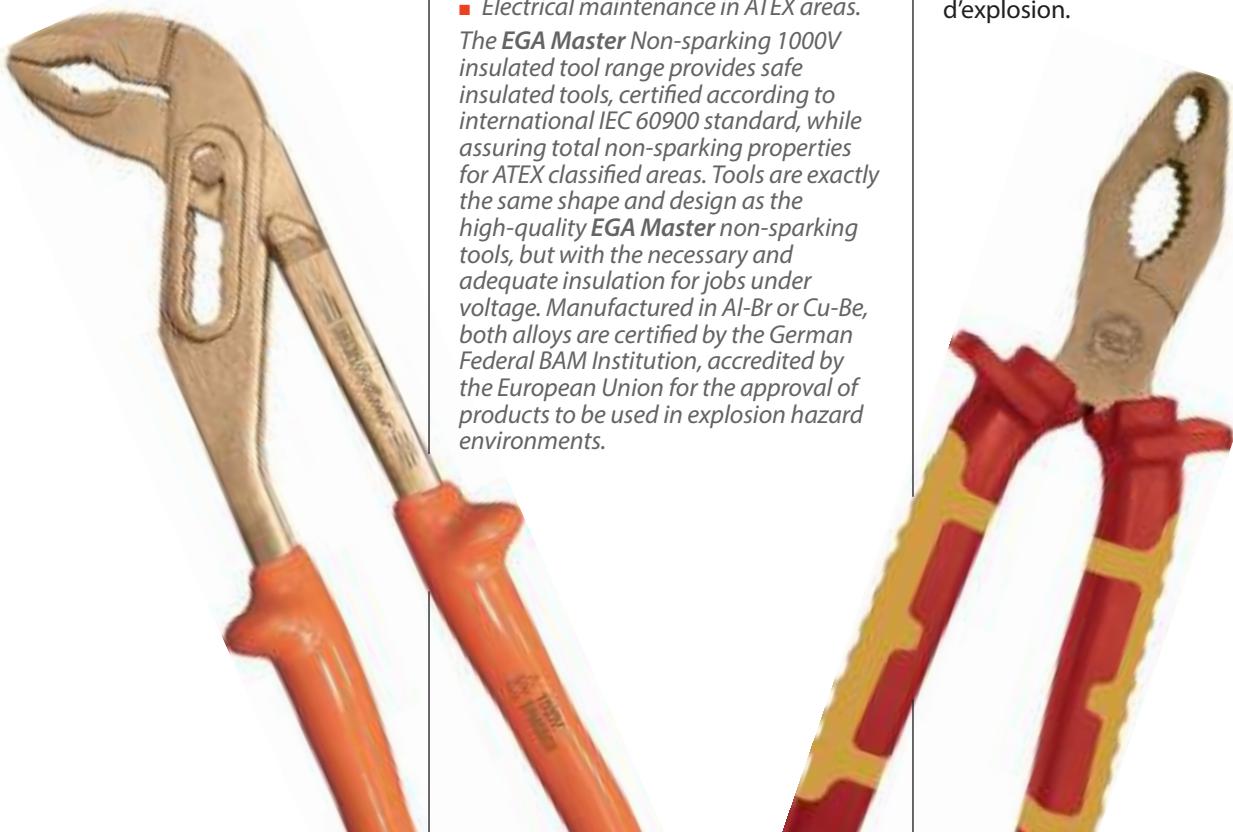 Electrical maintenance in ATEX areas.
The EGA Master Non-sparking 1000V
insulated tool range provides safe
insulated tools, certified according to
international IEC 60900 standard, while
assuring total non-sparking properties
for ATEX classified areas. Tools are exactly
the same shape and design as the
high-quality EGA Master non-sparking
tools, but with the necessary and
adequate insulation for jobs under
voltage. Manufactured in Al-Br or Cu-Be,
both alloys are certified by the German
Federal BAM Institution, accredited by
the European Union for the approval of
products to be used in explosion hazard
environments.
d’explosion.